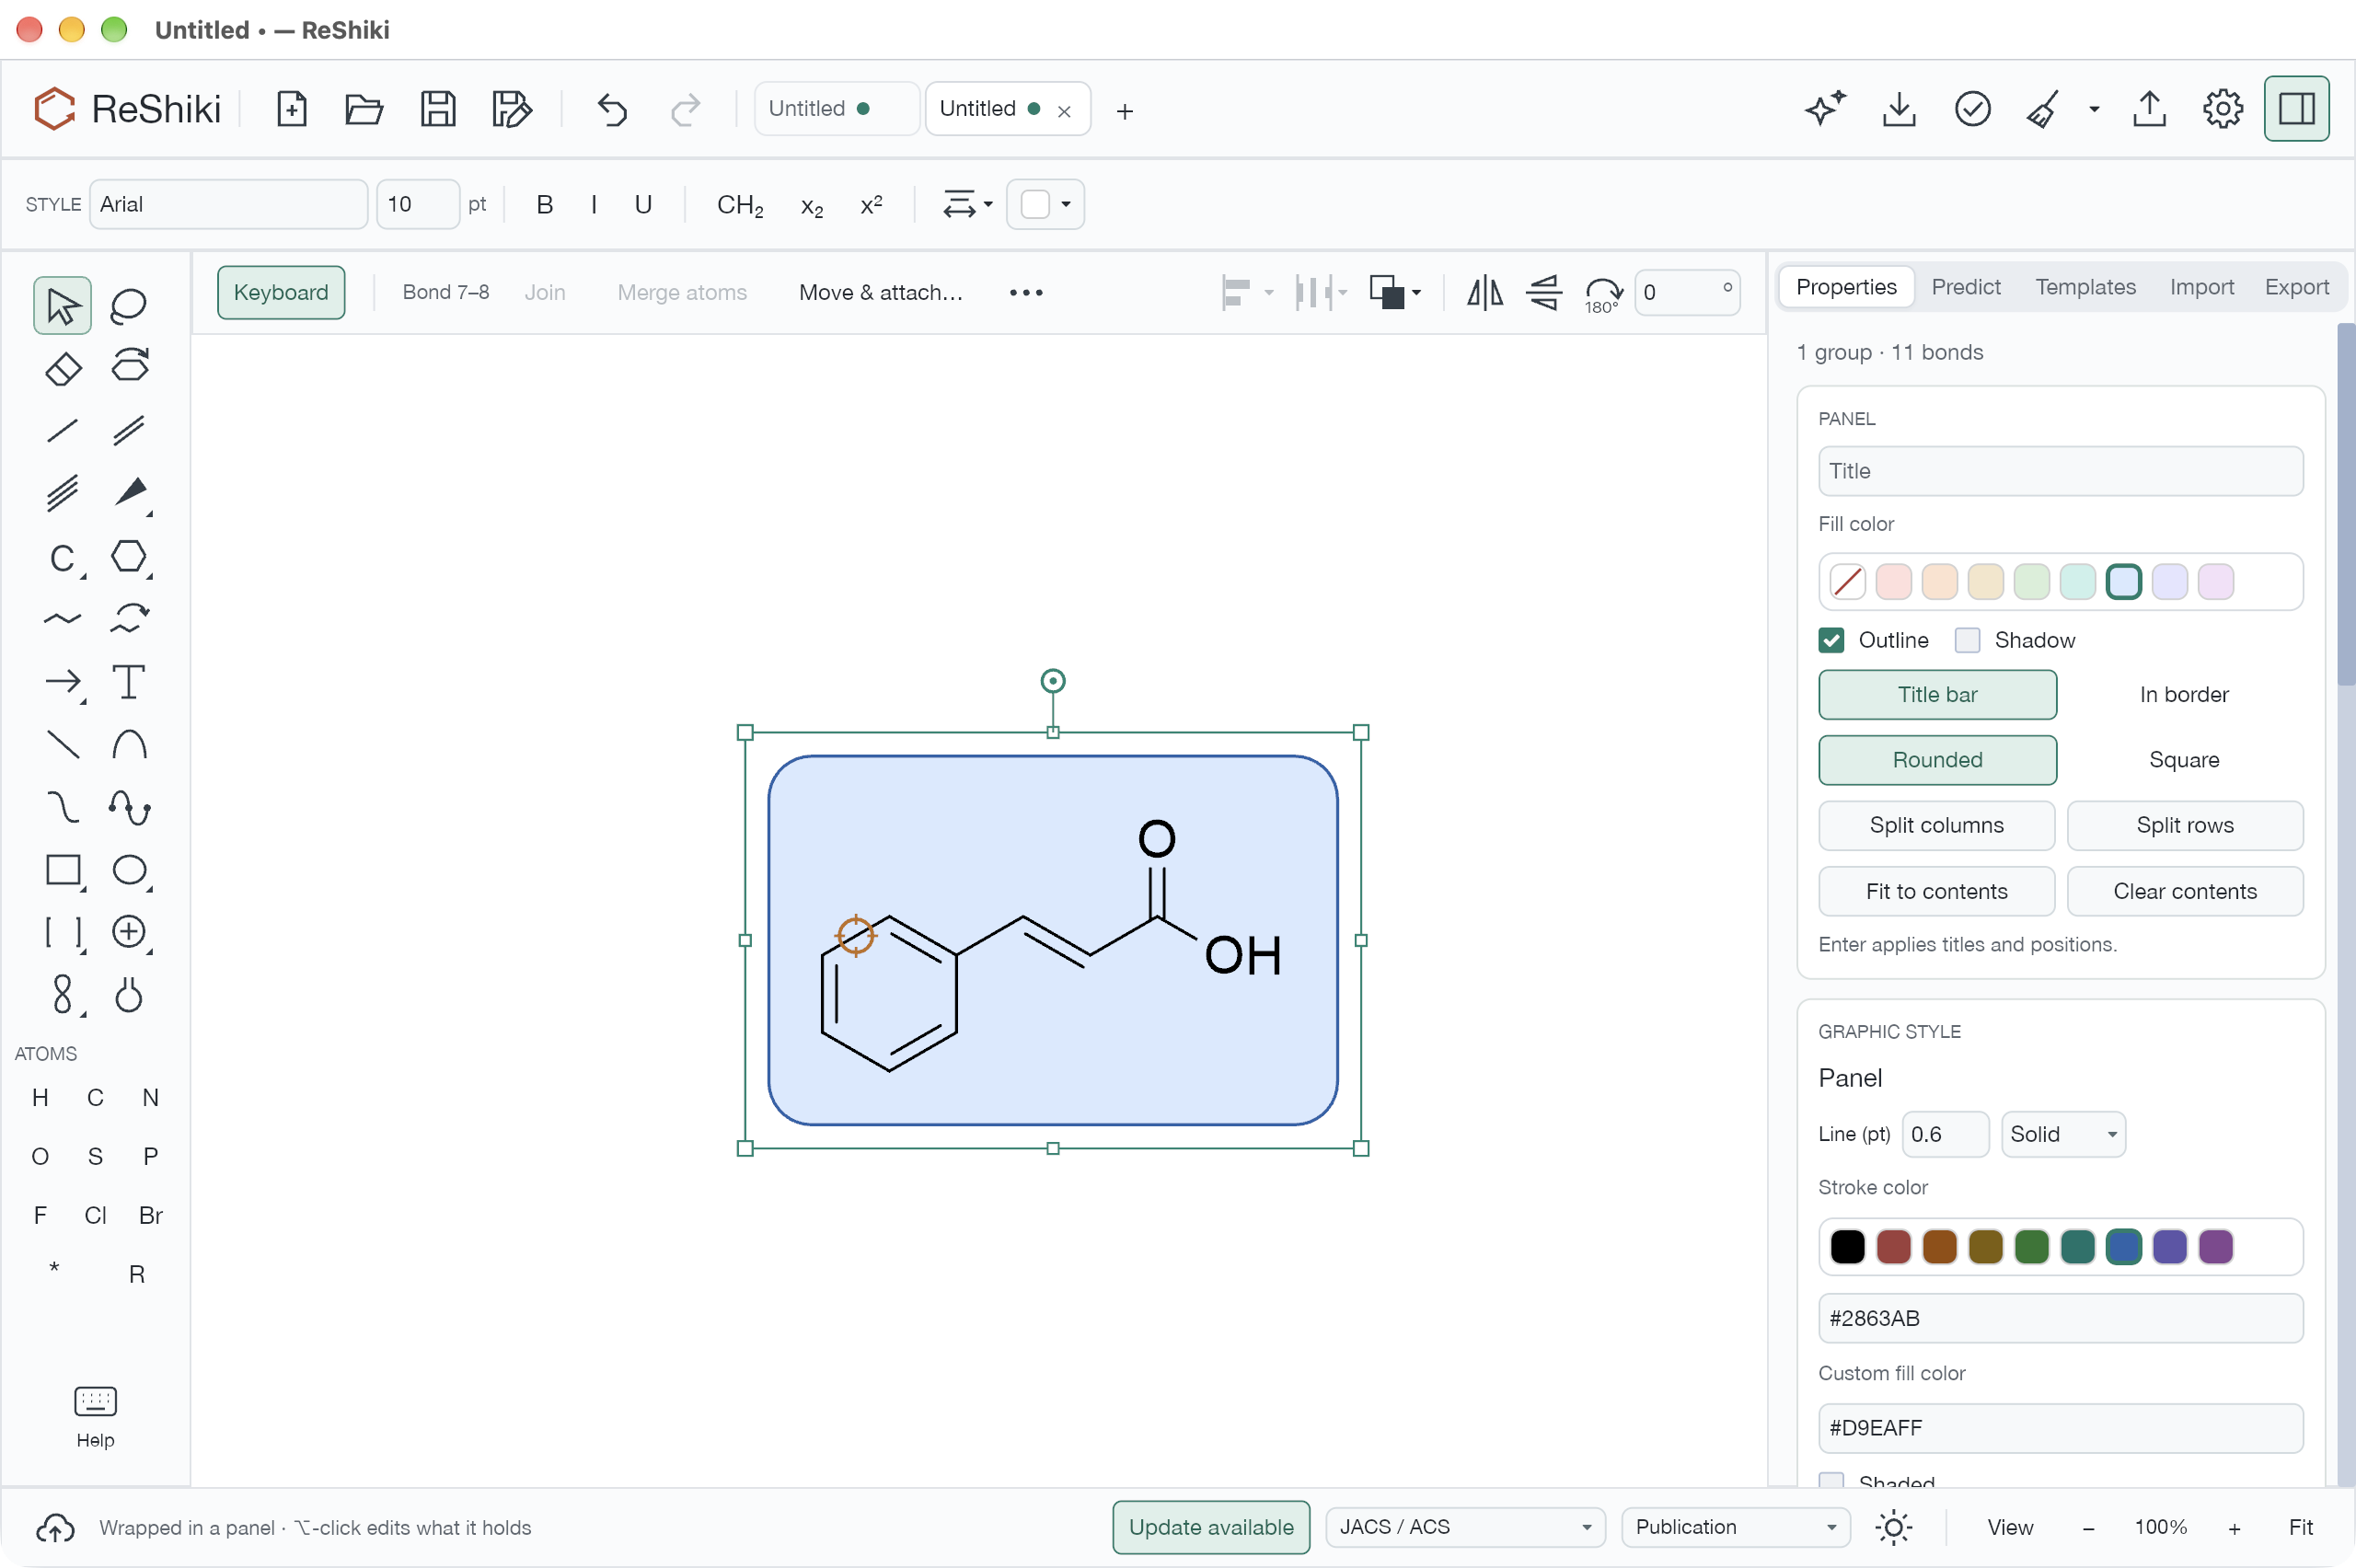 Untitled • — ReShiki
ReShiki
Untitled
Untitled
STYLE Arial 10 pt B I U CH₂ x₂ x²
Keyboard Bond 7–8 Join Merge atoms Move & attach... 180° 0 °
Properties Predict Templates Import Export
1 group · 11 bonds
PANEL
Title
Fill color
Outline Shadow
Title bar In border
Rounded Square
Split columns Split rows
Fit to contents Clear contents
Enter applies titles and positions.
GRAPHIC STYLE
Panel
Line (pt) 0.6 Solid
Stroke color
#2863AB
Custom fill color
#D9EAFF
Shaded
C
T
ATOMS
H C N
O S P
F Cl Br
* R
Help
O
OH
Wrapped in a panel · ⌥-click edits what it holds
Update available JACS / ACS Publication View − 100% + Fit